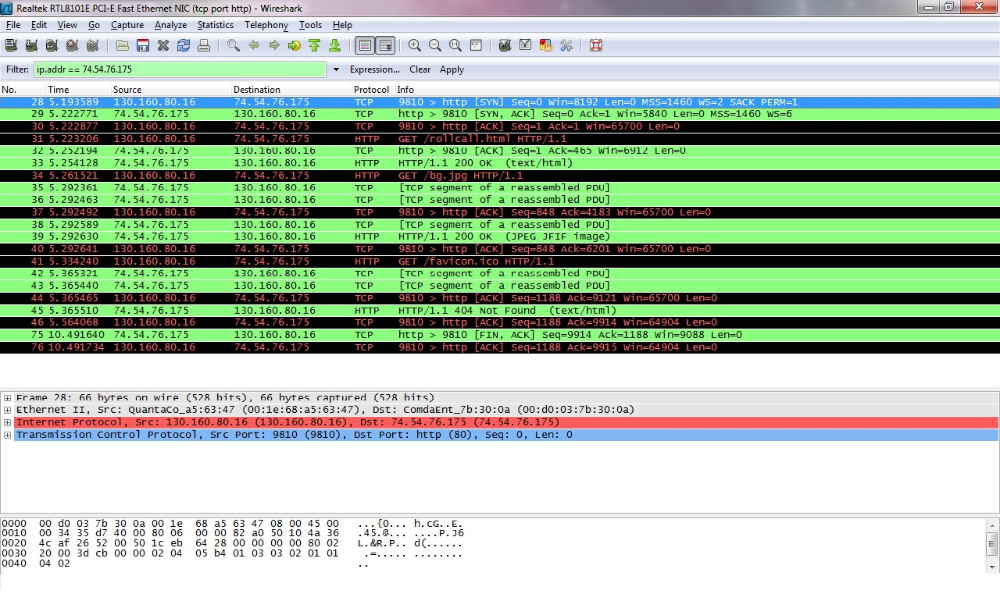 Realtek RTL8101E PCI-E Fast Ethernet NIC (tcp port http) - Wireshark
File Edit View Go Capture Analyze Statistics Telephony Tools Help
Filter: ip.addr == 74.54.76.175 Expression... Clear Apply
No. Time Source Destination Protocol Info
28 5.193589 130.160.80.16 74.54.76.175 TCP 9810 > http [SYN] Seq=0 Win=8192 Len=0 MSS=1460 WS=2 SACK_PERM=1
29 5.222771 74.54.76.175 130.160.80.16 TCP http > 9810 [SYN, ACK] Seq=0 Ack=1 Win=5840 Len=0 MSS=1460 WS=6
30 5.222877 130.160.80.16 74.54.76.175 TCP 9810 > http [ACK] Seq=1 Ack=1 Win=65700 Len=0
31 5.223206 130.160.80.16 74.54.76.175 HTTP GET /rollcall.html HTTP/1.1
32 5.252194 74.54.76.175 130.160.80.16 TCP http > 9810 [ACK] Seq=1 Ack=465 Win=6912 Len=0
33 5.254128 74.54.76.175 130.160.80.16 HTTP HTTP/1.1 200 OK (text/html)
34 5.261521 130.160.80.16 74.54.76.175 HTTP GET /bg.jpg HTTP/1.1
35 5.292361 74.54.76.175 130.160.80.16 TCP [TCP segment of a reassembled PDU]
36 5.292463 74.54.76.175 130.160.80.16 TCP [TCP segment of a reassembled PDU]
37 5.292492 130.160.80.16 74.54.76.175 TCP 9810 > http [ACK] Seq=848 Ack=4183 Win=65700 Len=0
38 5.292589 74.54.76.175 130.160.80.16 TCP [TCP segment of a reassembled PDU]
39 5.292630 74.54.76.175 130.160.80.16 HTTP HTTP/1.1 200 OK (JPEG JFIF image)
40 5.292641 130.160.80.16 74.54.76.175 TCP 9810 > http [ACK] Seq=848 Ack=6201 Win=65700 Len=0
41 5.334240 130.160.80.16 74.54.76.175 HTTP GET /favicon.ico HTTP/1.1
42 5.365321 74.54.76.175 130.160.80.16 TCP [TCP segment of a reassembled PDU]
43 5.365440 74.54.76.175 130.160.80.16 TCP [TCP segment of a reassembled PDU]
44 5.365465 130.160.80.16 74.54.76.175 TCP 9810 > http [ACK] Seq=1188 Ack=9121 Win=65700 Len=0
45 5.365510 74.54.76.175 130.160.80.16 HTTP HTTP/1.1 404 Not Found (text/html)
46 5.564068 130.160.80.16 74.54.76.175 TCP 9810 > http [ACK] Seq=1188 Ack=9914 Win=64904 Len=0
75 10.491640 74.54.76.175 130.160.80.16 TCP http > 9810 [FIN, ACK] Seq=9914 Ack=1188 Win=9088 Len=0
76 10.491734 130.160.80.16 74.54.76.175 TCP 9810 > http [ACK] Seq=1188 Ack=9915 Win=64904 Len=0
Frame 28: 66 bytes on wire (528 bits), 66 bytes captured (528 bits)
Ethernet II, Src: QuantaCo_a5:63:47 (00:1e:68:a5:63:47), Dst: ComdaEnt_7b:30:0a (00:d0:03:7b:30:0a)
Internet Protocol, Src: 130.160.80.16 (130.160.80.16), Dst: 74.54.76.175 (74.54.76.175)
Transmission Control Protocol, Src Port: 9810 (9810), Dst Port: http (80), Seq: 0, Len: 0
0000 00 d0 03 7b 30 0a 00 1e 68 a5 63 47 08 00 45 00 ...{0... h.cG..E.
0010 00 34 35 d7 40 00 80 06 00 00 82 a0 50 10 4a 36 .45.@... ....P.J6
0020 4c af 26 52 00 50 1c eb 64 28 00 00 00 00 80 02 L.&R.P.. d(......
0030 20 00 3d cb 00 00 02 04 05 b4 01 03 03 02 01 01 .=..... ........
0040 04 02 ..